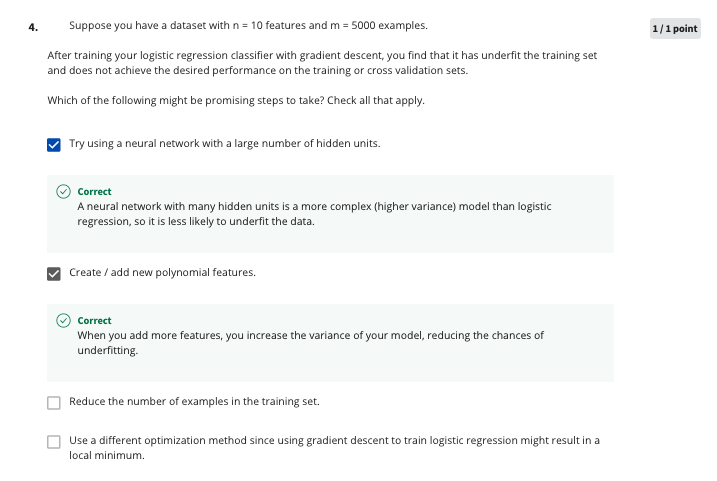 4.
Suppose you have a dataset with n = 10 features and m = 5000 examples.
1 / 1 point
After training your logistic regression classifier with gradient descent, you find that it has underfit the training set
and does not achieve the desired performance on the training or cross validation sets.
Which of the following might be promising steps to take? Check all that apply.
Try using a neural network with a large number of hidden units.
Correct
A neural network with many hidden units is a more complex (higher variance) model than logistic
regression, so it is less likely to underfit the data.
Create / add new polynomial features.
Correct
When you add more features, you increase the variance of your model, reducing the chances of
underfitting.
Reduce the number of examples in the training set.
Use a different optimization method since using gradient descent to train logistic regression might result in a
local minimum.